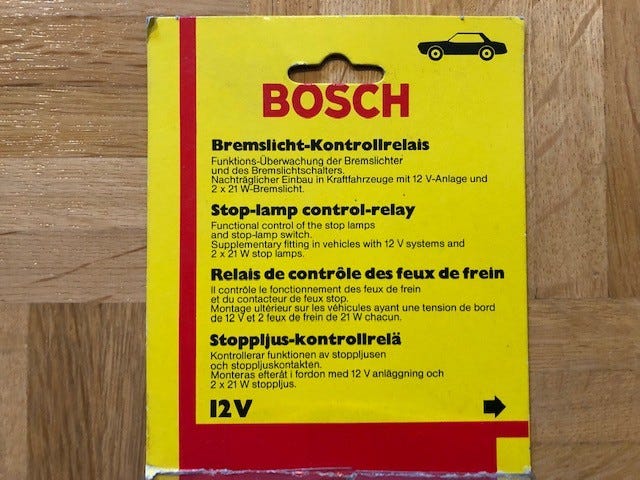 BOSCH
Bremslicht-Kontrollrelais
Funktions-Überwachung der Bremslichter
und des Bremslichtschalters.
Nachträglicher Einbau in Kraftfahrzeuge mit 12 V-Anlage und
2 x 21 W-Bremslicht.
Stop-lamp control-relay
Functional control of the stop lamps
and stop-lamp switch.
Supplementary fitting in vehicles with 12 V systems and
2 x 21 W stop lamps.
Relais de contrôle des feux de frein
Il contrôle le fonctionnement des feux de frein
et du contacteur de feux stop.
Montage ultérieur sur les véhicules ayant une tension de bord
de 12 V et 2 feux de frein de 21 W chacun.
Stoppljus-kontrollrelä
Kontrollerar funktionen av stoppljusen
och stoppljuskontakten.
Monteras efteråt i fordon med 12 V anläggning och
2 x 21 W stoppljus.
12V